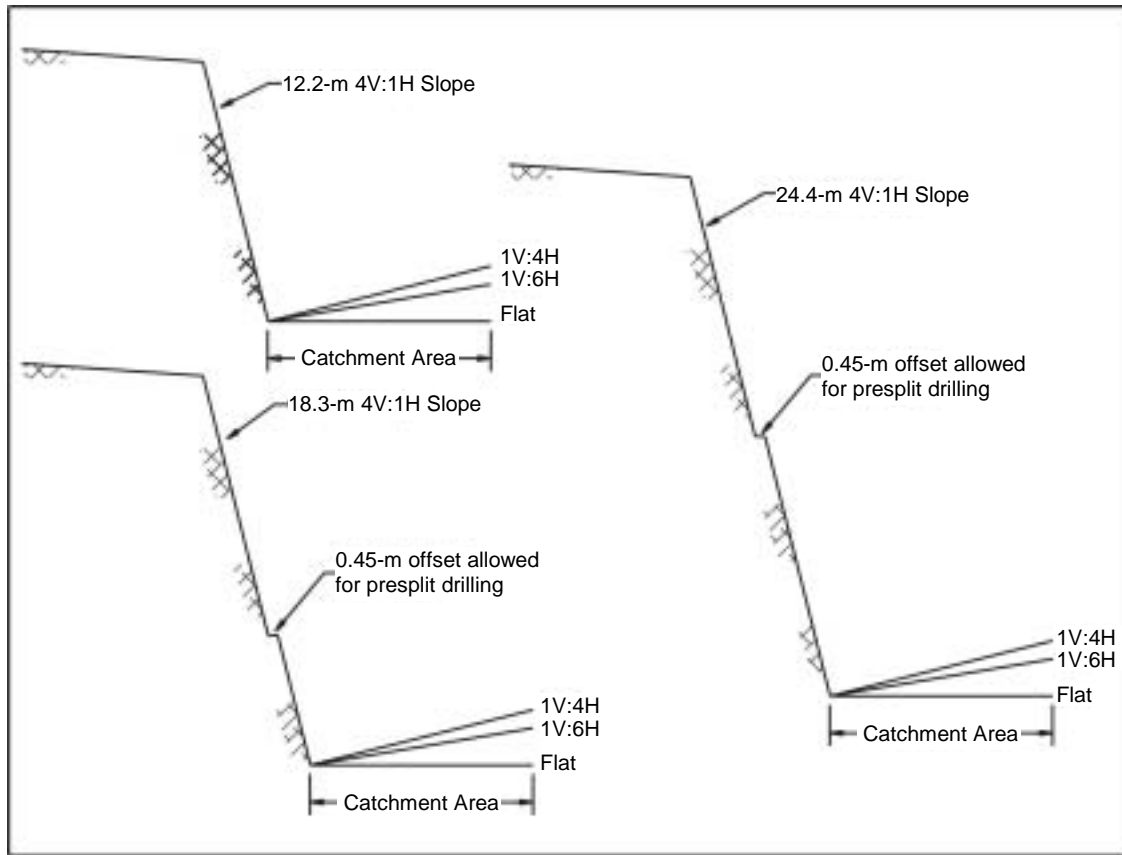 12.2-m 4V:1H Slope
1V:4H
1V:6H
Flat
Catchment Area
18.3-m 4V:1H Slope
0.45-m offset allowed
for presplit drilling
1V:4H
1V:6H
Flat
Catchment Area
24.4-m 4V:1H Slope
0.45-m offset allowed
for presplit drilling
1V:4H
1V:6H
Flat
Catchment Area